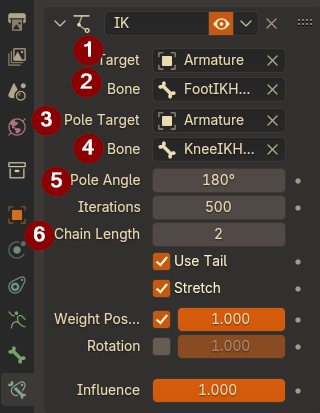 IK
1
Target Armature
2
Bone FootIKH...
3 Pole Target Armature
4 Bone KneeIKH...
5 Pole Angle 180°
Iterations 500
6 Chain Length 2
Use Tail
Stretch
Weight Pos... 1.000
Rotation 1.000
Influence 1.000